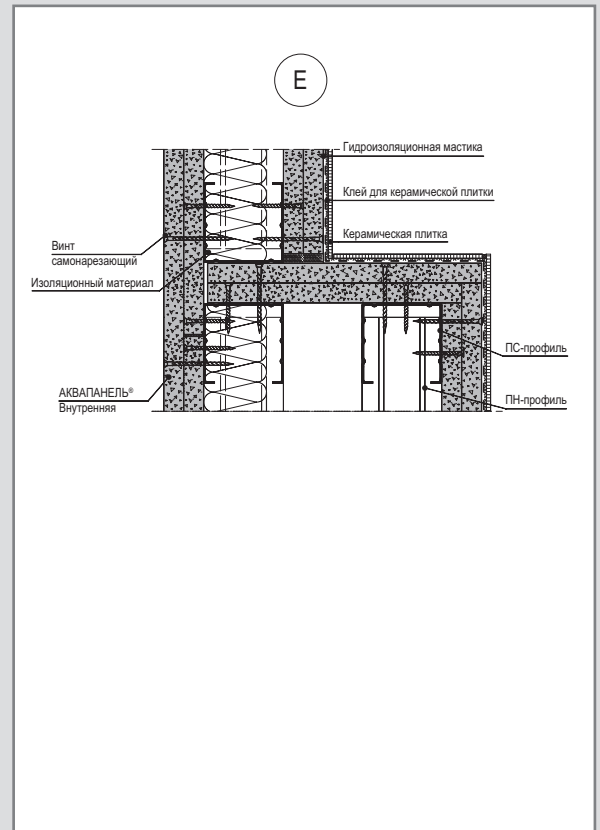 E
Гидроизоляционная мастика
Клей для керамической плитки
Керамическая плитка
Винт
самонарезающий
Изоляционный материал
ПС-профиль
АКВАПАНЕЛЬ®
Внутренняя
ПН-профиль